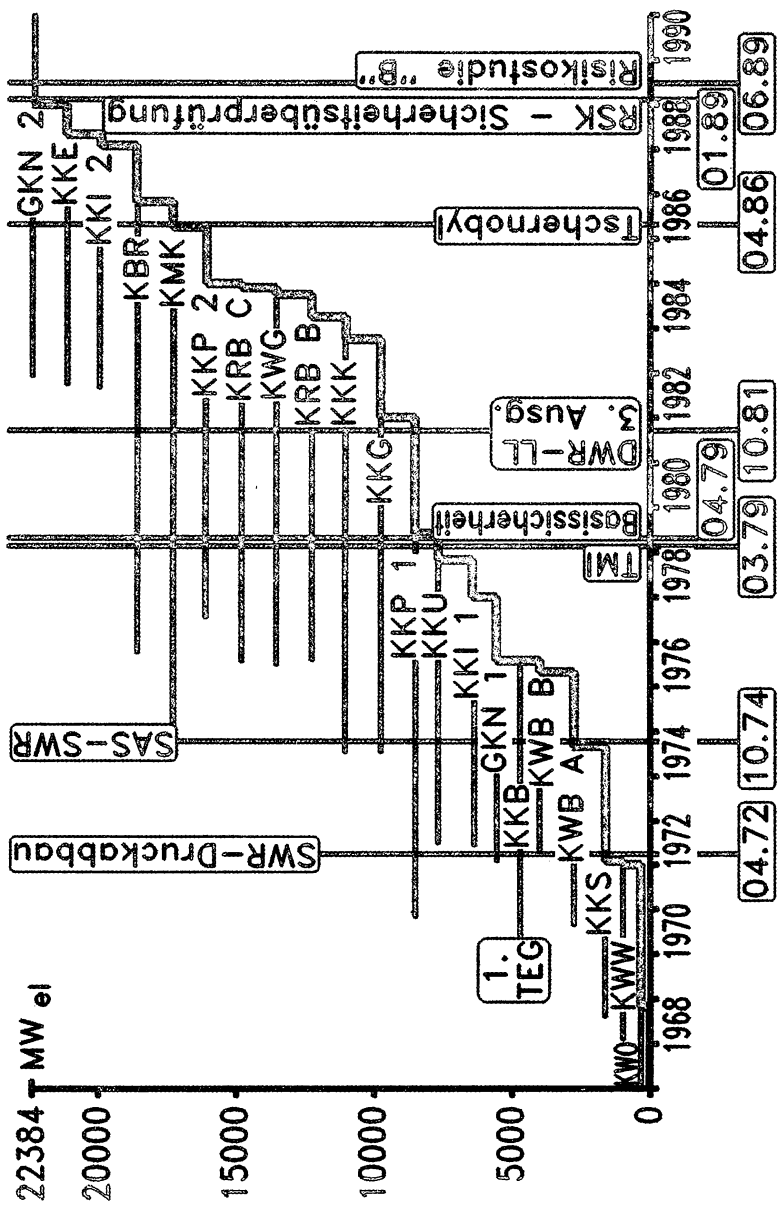 22384
MW el
20000
15000
10000
5000
0
1968
1970
1972
1974
1976
1978
1980
1982
1984
1986
1988
1990
SWR-Druckabbau
SAS-SWR
TMI
Basissicherheit
DWR-LL
3. Ausg.
Tschernobyl
RSK - Sicherheitsüberprüfung
Risikostudie "B"
KWO
KWW
KKS
KWB A
KWB B
1.
TEG
KKB
GKN 1
KKI 1
KKU
KKP 1
KKG
KKK
KRB B
KWG
KRB C
KKP 2
KMK
KBR
KKI 2
KKE
GKN 2
04.72
10.74
03.79
04.79
10.81
04.86
01.89
06.89